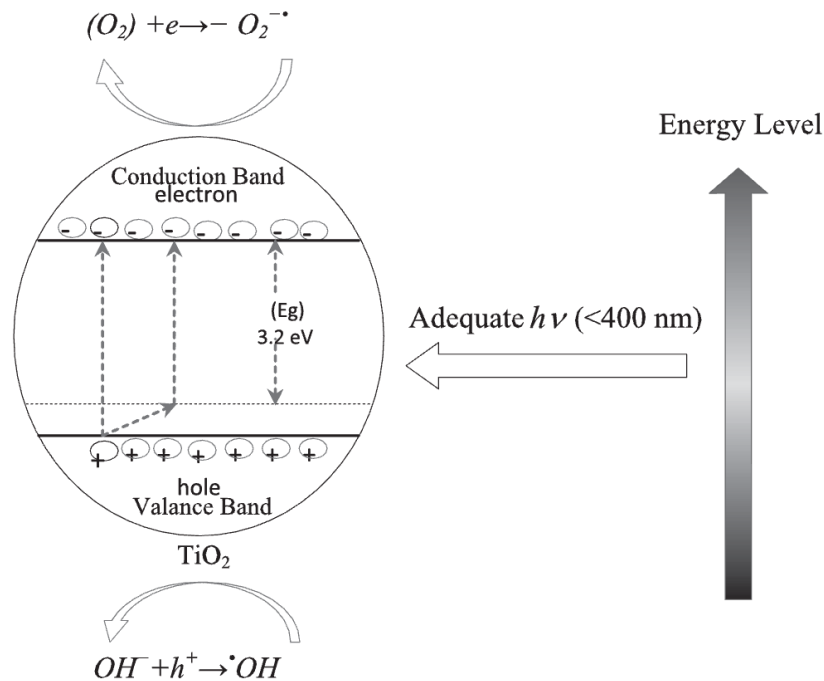 (O₂) +e→− O₂⁻•
Energy Level
Conduction Band
electron
- - - - - - - -
(Eg)
3.2 eV
Adequate hν (<400 nm)
+ + + + + + +
hole
Valance Band
TiO₂
OH⁻+h⁺→•OH